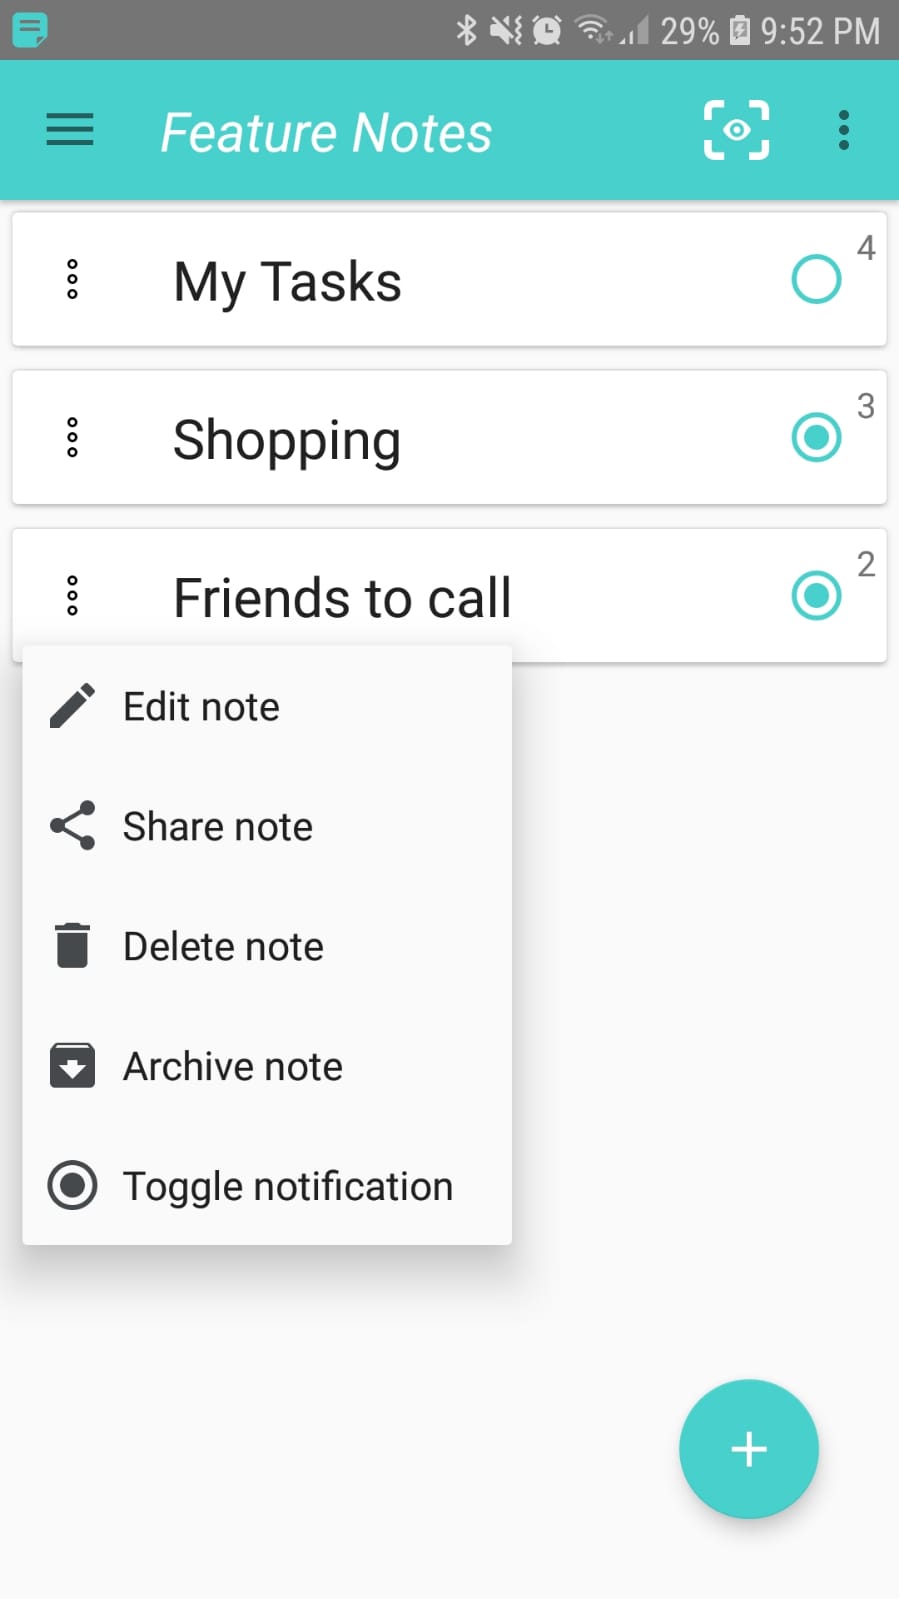 29% 9:52 PM
Feature Notes
My Tasks
4
Shopping
3
Friends to call
2
Edit note
Share note
Delete note
Archive note
Toggle notification